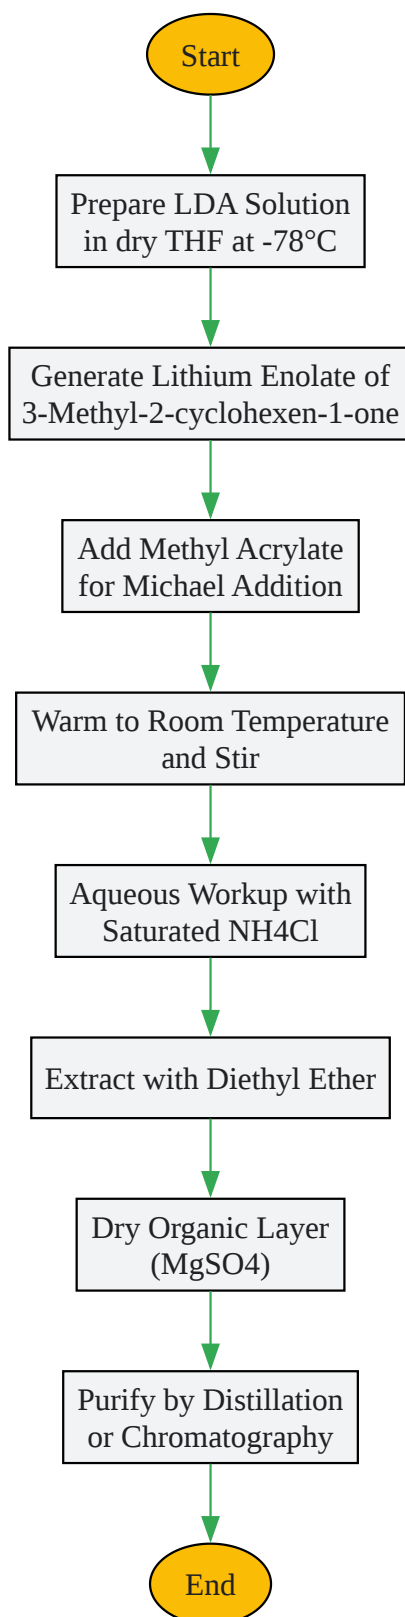 Start
Prepare LDA Solution
in dry THF at -78°C
Generate Lithium Enolate of
3-Methyl-2-cyclohexen-1-one
Add Methyl Acrylate
for Michael Addition
Warm to Room Temperature
and Stir
Aqueous Workup with
Saturated NH4Cl
Extract with Diethyl Ether
Dry Organic Layer
(MgSO4)
Purify by Distillation
or Chromatography
End